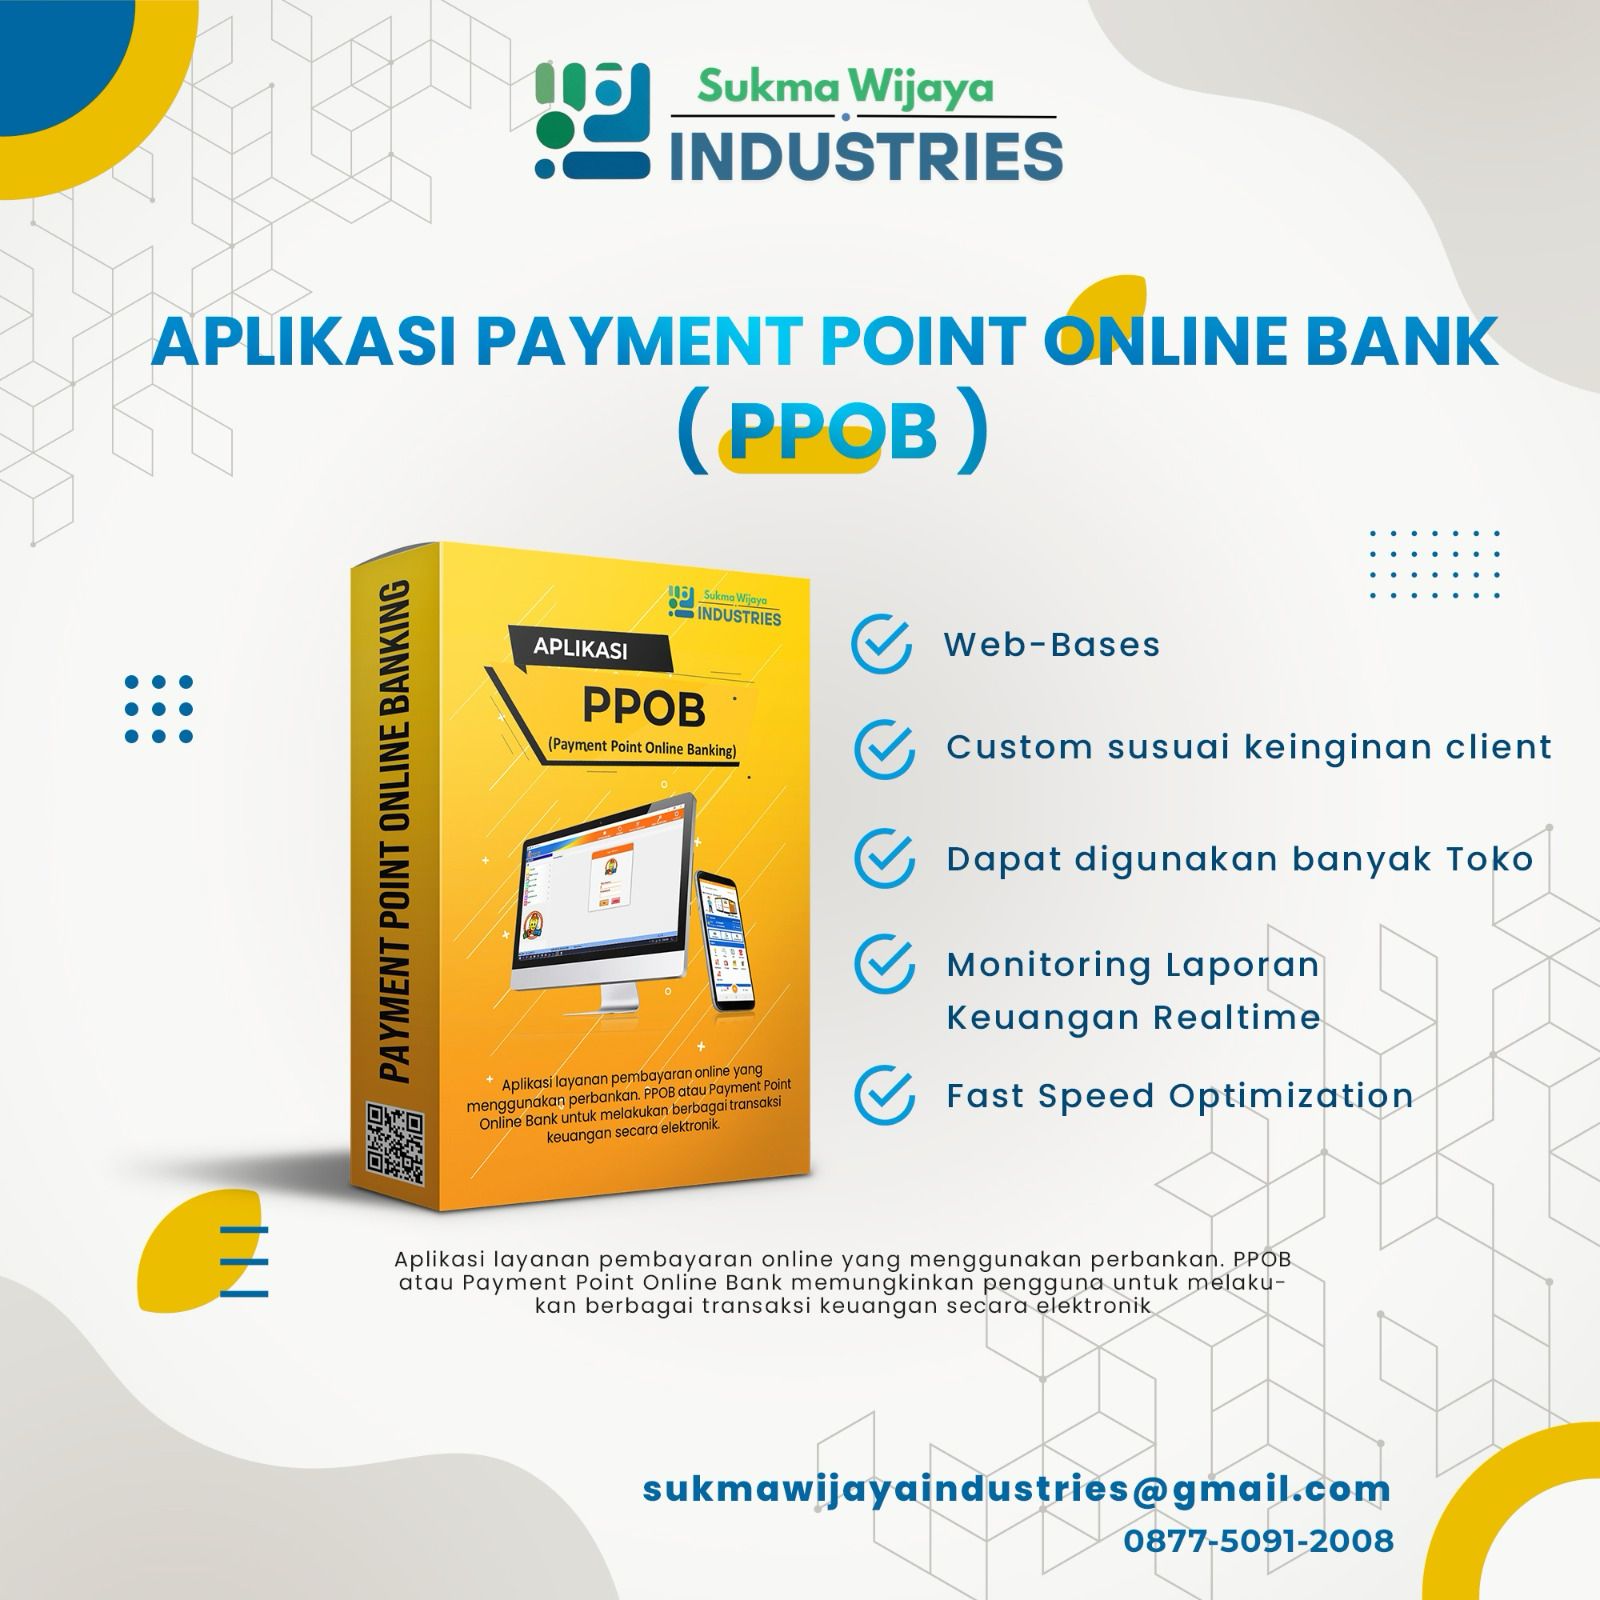 Sukma Wijaya
INDUSTRIES
APLIKASI PAYMENT POINT ONLINE BANK
( PPOB )
PAYMENT POINT ONLINE BANKING
Sukma Wijaya
INDUSTRIES
APLIKASI
PPOB
(Payment Point Online Banking)
Aplikasi layanan pembayaran online yang
menggunakan perbankan. PPOB atau Payment Point
Online Bank untuk melakukan berbagai transaksi
keuangan secara elektronik.
Web-Bases
Custom susuai keinginan client
Dapat digunakan banyak Toko
Monitoring Laporan
Keuangan Realtime
Fast Speed Optimization
Aplikasi layanan pembayaran online yang menggunakan perbankan. PPOB
atau Payment Point Online Bank memungkinkan pengguna untuk melaku-
kan berbagai transaksi keuangan secara elektronik
sukmawijayaindustries@gmail.com
0877-5091-2008